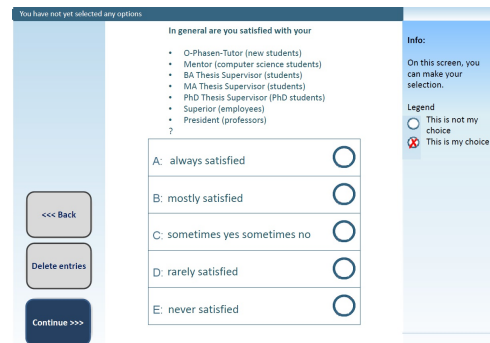 You have not yet selected any options
In general are you satisfied with your
• O-Phasen-Tutor (new students)
• Mentor (computer science students)
• BA Thesis Supervisor (students)
• MA Thesis Supervisor (students)
• PhD Thesis Supervisor (PhD students)
• Superior (employees)
• President (professors)
?
A: always satisfied
B: mostly satisfied
C: sometimes yes sometimes no
D: rarely satisfied
E: never satisfied
<<< Back
Delete entries
Continue >>>
Info:
On this screen, you
can make your
selection.
Legend
This is not my
choice
This is my choice